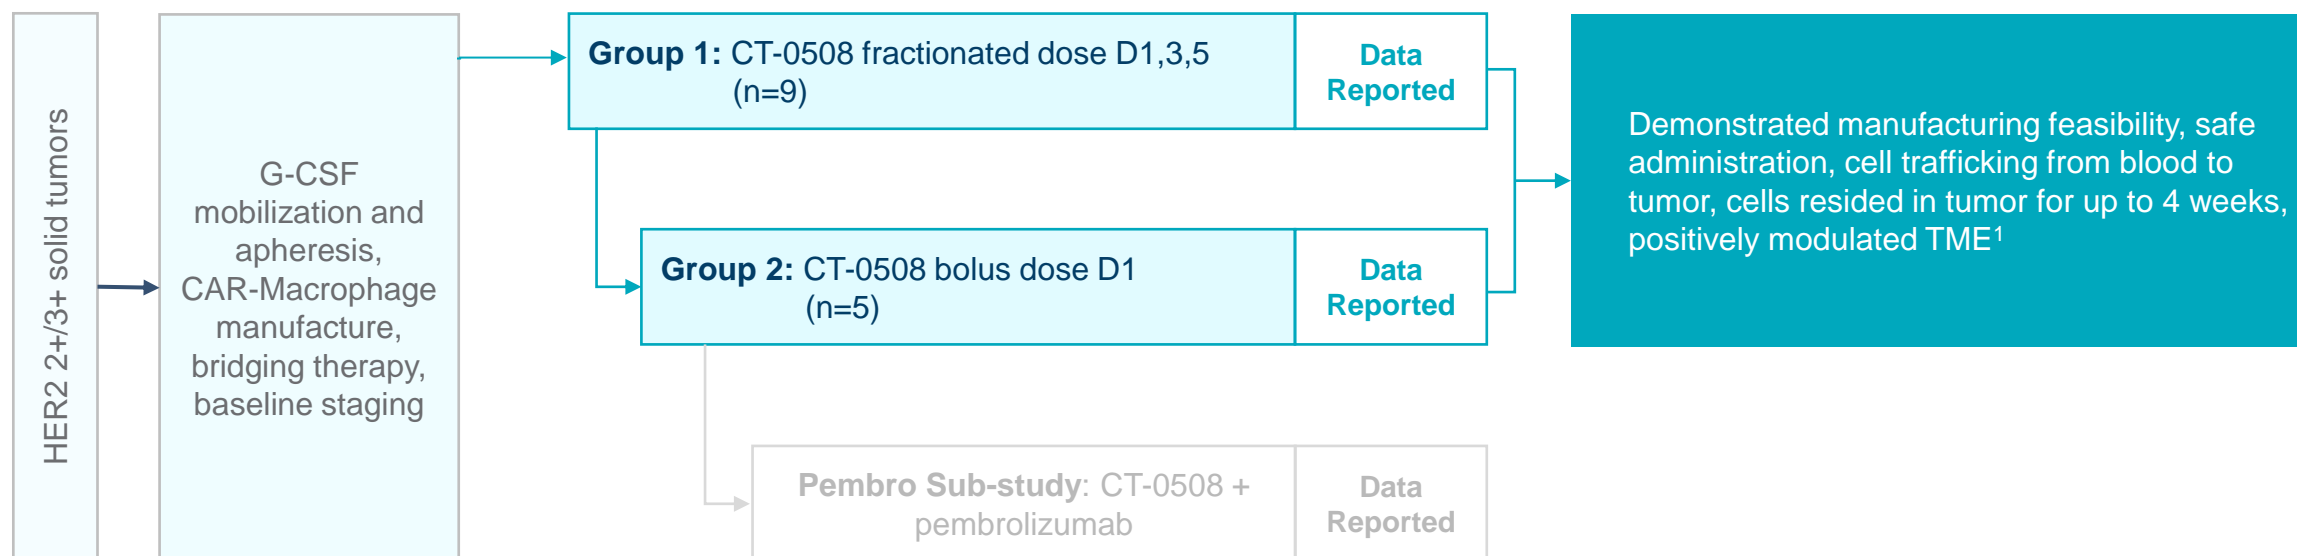 HER2 2+/3+ solid tumors
G-CSF
mobilization and
apheresis,
CAR-Macrophage
manufacture,
bridging therapy,
baseline staging
Group 1: CT-0508 fractionated dose D1,3,5
(n=9)
Data
Reported
Group 2: CT-0508 bolus dose D1
(n=5)
Data
Reported
Pembro Sub-study: CT-0508 +
pembrolizumab
Data
Reported
Demonstrated manufacturing feasibility, safe
administration, cell trafficking from blood to
tumor, cells resided in tumor for up to 4 weeks,
positively modulated TME¹